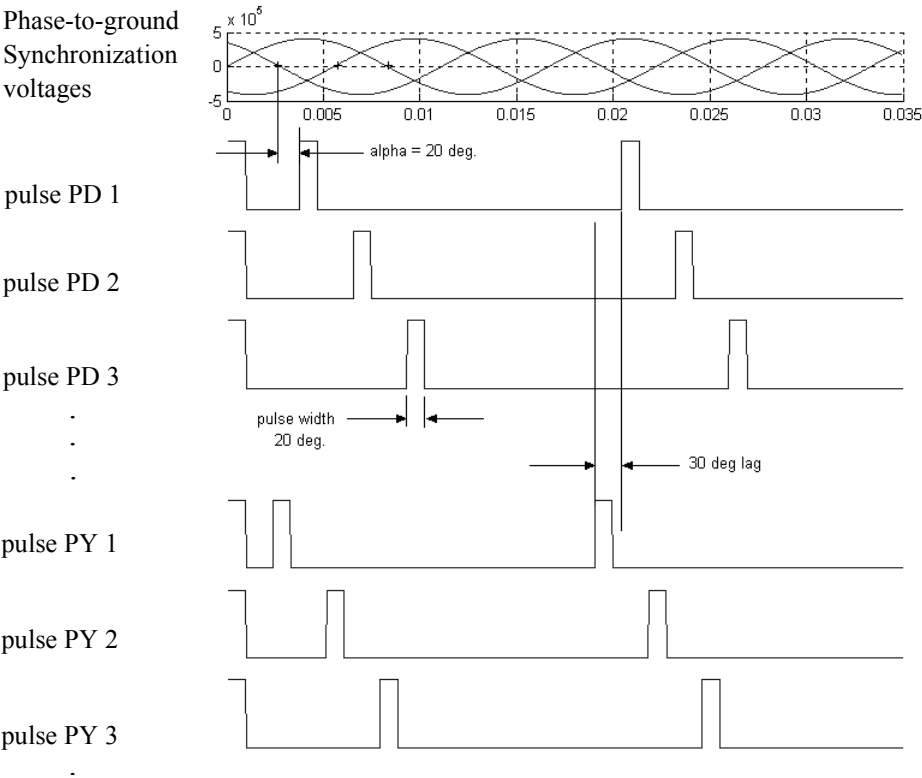 Phase-to-ground
Synchronization
voltages
x 10^5
5
0
-5
0 0.005 0.01 0.015 0.02 0.025 0.03 0.035
alpha = 20 deg.
pulse PD 1
pulse PD 2
pulse PD 3
pulse width
20 deg.
30 deg lag
pulse PY 1
pulse PY 2
pulse PY 3